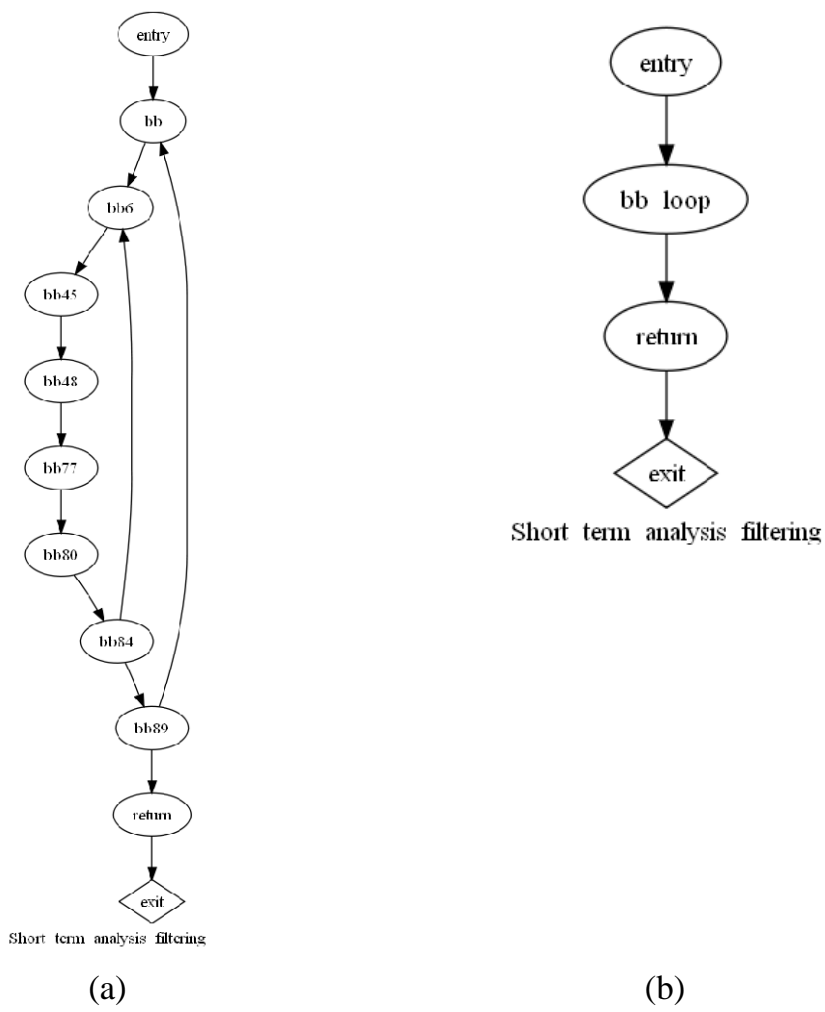 entry
bb
bb6
bb45
bb48
bb77
bb80
bb84
bb89
return
exit
Short term analysis filtering
(a)
entry
bb loop
return
exit
Short term analysis filtering
(b)